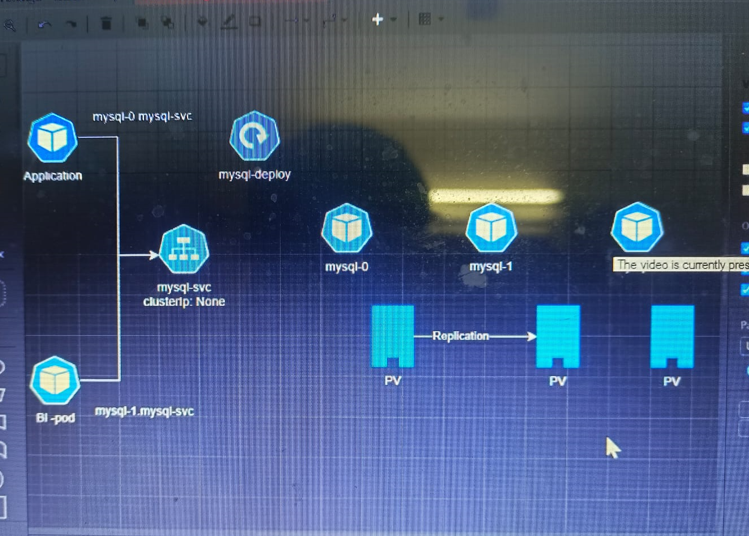 mysql-0 mysql-svc
Application
mysql-deploy
mysql-0
mysql-1
The video is currently
mysql-svc
clusterIp: None
Replication
PV
PV
PV
BI -pod
mysql-1.mysql-svc